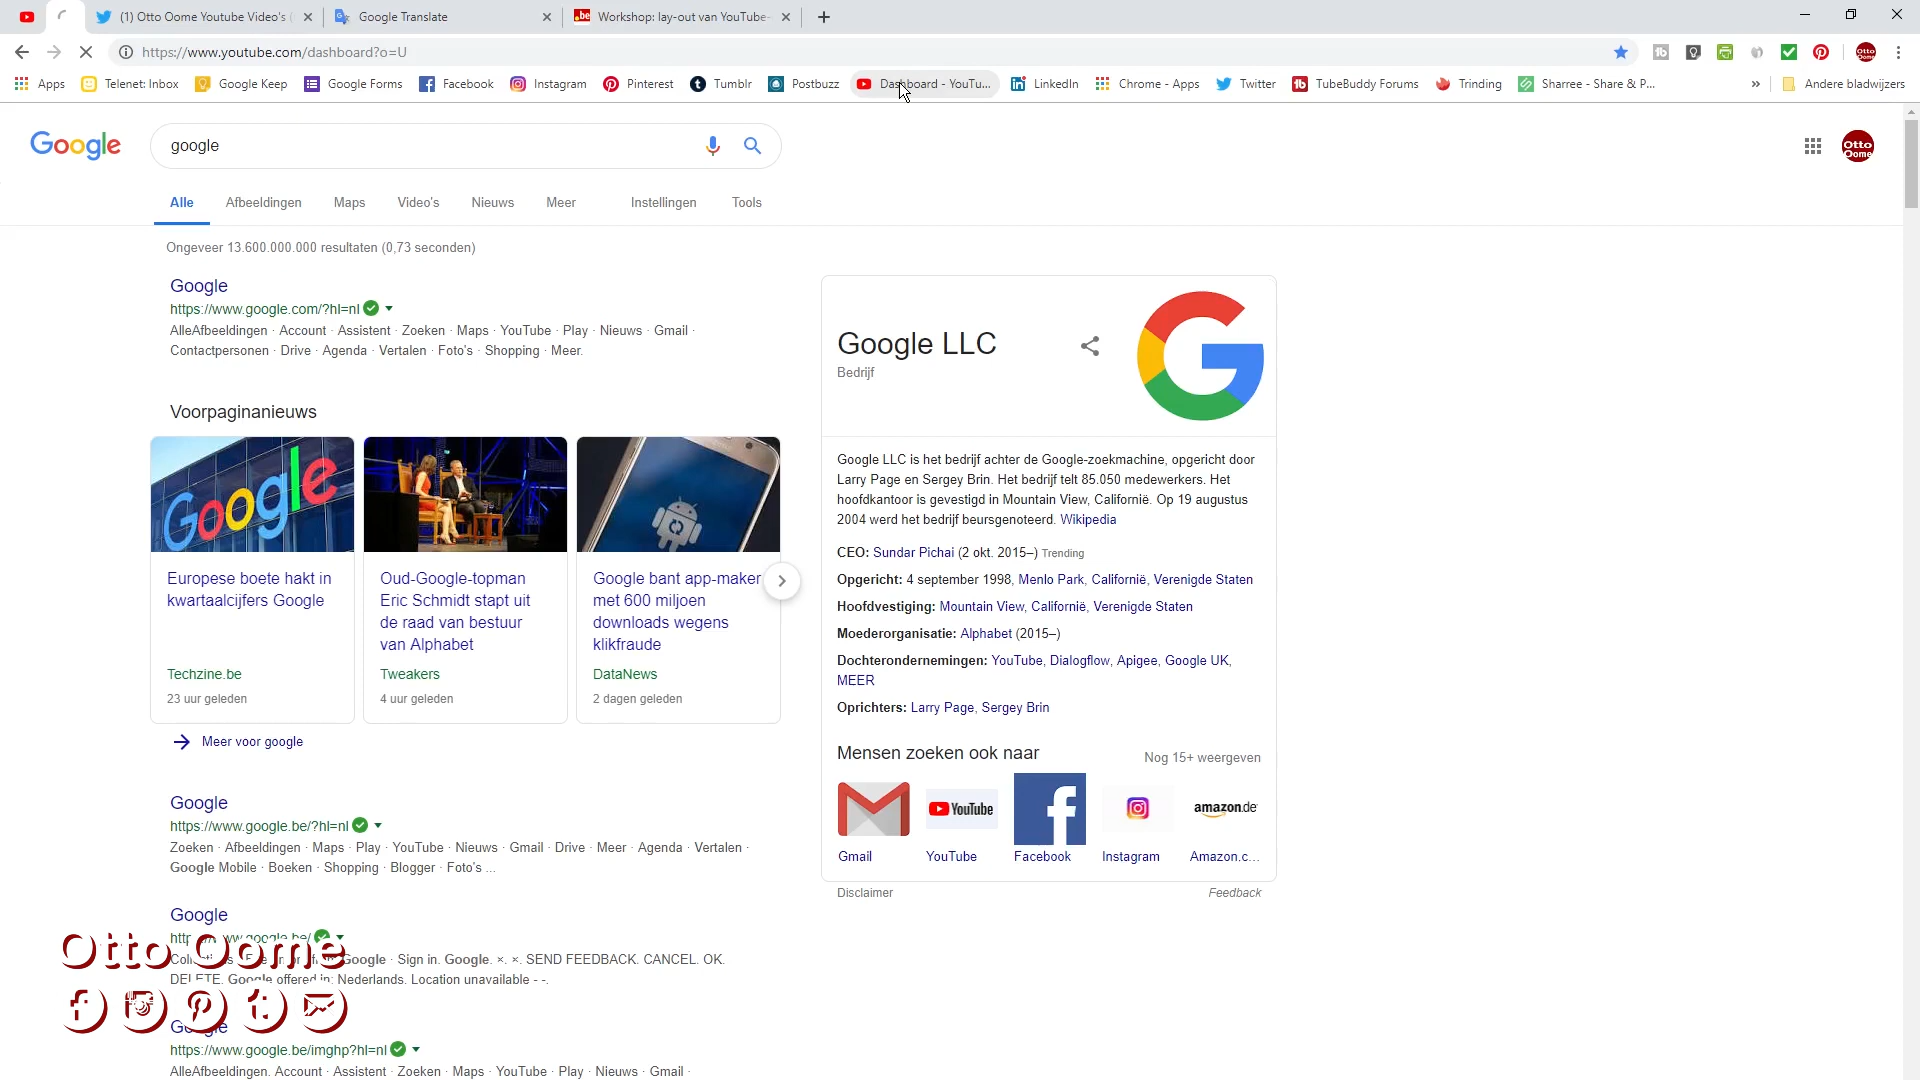 (1) Otto Oome Youtube Video's (
Google Translate
Workshop: lay-out van YouTube-
https://www.youtube.com/dashboard?o=U
Apps
Telenet: Inbox
Google Keep
Google Forms
Facebook
Instagram
Pinterest
Tumblr
Postbuzz
Dashboard - YouTu...
LinkedIn
Chrome - Apps
Twitter
TubeBuddy Forums
Trinding
Sharree - Share & P...
»
Andere bladwijzers
Google
google
Otto Oome
Alle
Afbeeldingen
Maps
Video's
Nieuws
Meer
Instellingen
Tools
Ongeveer 13.600.000.000 resultaten (0,73 seconden)
Google
https://www.google.com/?hl=nl
AlleAfbeeldingen · Account · Assistent · Zoeken · Maps · YouTube · Play · Nieuws · Gmail ·
Contactpersonen · Drive · Agenda · Vertalen · Foto's · Shopping · Meer.
Voorpaginanieuws
Google
Europese boete hakt in
kwartaalcijfers Google
Techzine.be
23 uur geleden
Oud-Google-topman
Eric Schmidt stapt uit
de raad van bestuur
van Alphabet
Tweakers
4 uur geleden
Google bant app-maker
met 600 miljoen
downloads wegens
klikfraude
DataNews
2 dagen geleden
Meer voor google
Google
https://www.google.be/?hl=nl
Zoeken · Afbeeldingen · Maps · Play · YouTube · Nieuws · Gmail · Drive · Meer · Agenda · Vertalen ·
Google Mobile · Boeken · Shopping · Blogger · Foto's ...
Google
Google · Sign in. Google. ×. ×. SEND FEEDBACK. CANCEL. OK.
DELETE. Google offered in: Nederlands. Location unavailable - -.
Otto Oome
Google
https://www.google.be/imghp?hl=nl
AlleAfbeeldingen. Account · Assistent · Zoeken · Maps · YouTube · Play · Nieuws · Gmail ·
Google LLC
Bedrijf
Google LLC is het bedrijf achter de Google-zoekmachine, opgericht door
Larry Page en Sergey Brin. Het bedrijf telt 85.050 medewerkers. Het
hoofdkantoor is gevestigd in Mountain View, Californië. Op 19 augustus
2004 werd het bedrijf beursgenoteerd. Wikipedia
CEO: Sundar Pichai (2 okt. 2015–) Trending
Opgericht: 4 september 1998, Menlo Park, Californië, Verenigde Staten
Hoofdvestiging: Mountain View, Californië, Verenigde Staten
Moederorganisatie: Alphabet (2015–)
Dochterondernemingen: YouTube, Dialogflow, Apigee, Google UK,
MEER
Oprichters: Larry Page, Sergey Brin
Mensen zoeken ook naar
Nog 15+ weergeven
YouTube
amazon.de
Gmail
YouTube
Facebook
Instagram
Amazon.c...
Disclaimer
Feedback